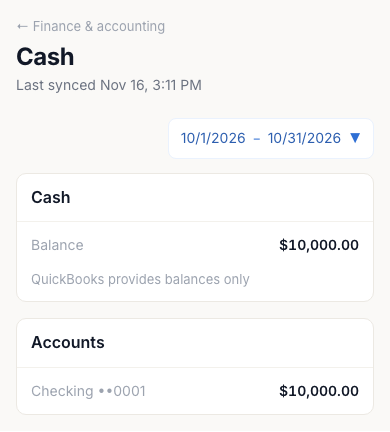 ← Finance & accounting
Cash
Last synced Nov 16, 3:11 PM
10/1/2026 – 10/31/2026 ▼
Cash
Balance $10,000.00
QuickBooks provides balances only
Accounts
Checking ••0001 $10,000.00